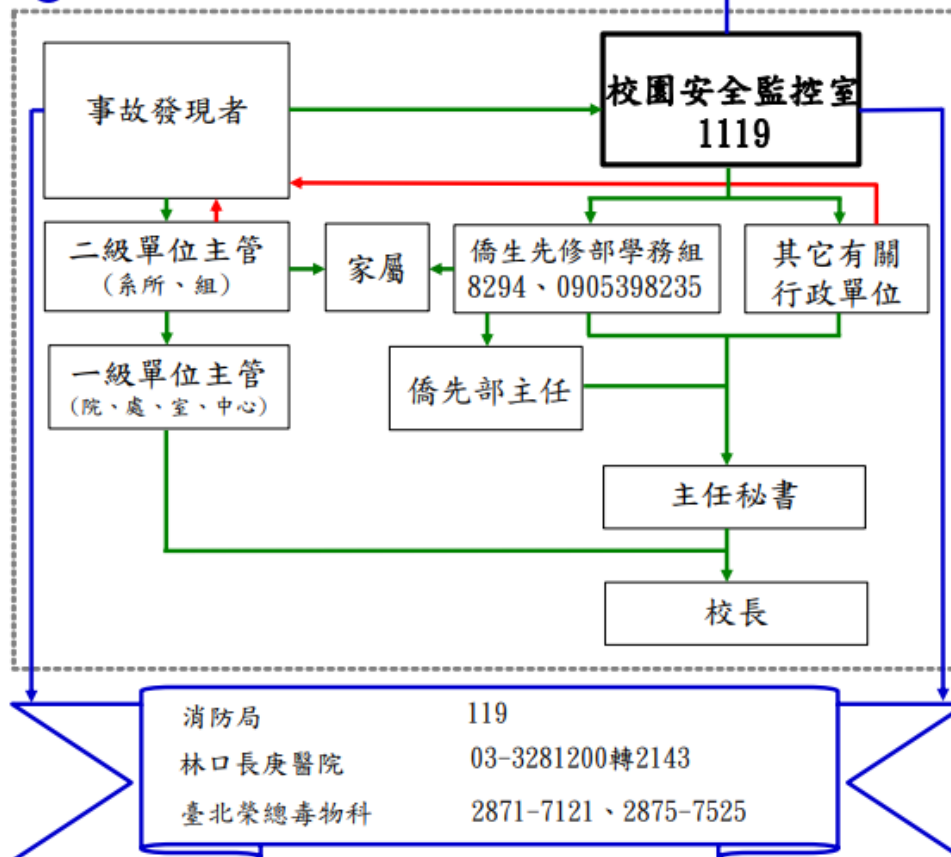 事故發現者
校園安全監控室
1119
二級單位主管
(系所、組)
家屬
僑生先修部學務組
8294、0905398235
其它有關
行政單位
一級單位主管
(院、處、室、中心)
僑先部主任
主任秘書
校長
消防局 119
林口長庚醫院 03-3281200轉2143
臺北榮總毒物科 2871-7121、2875-7525